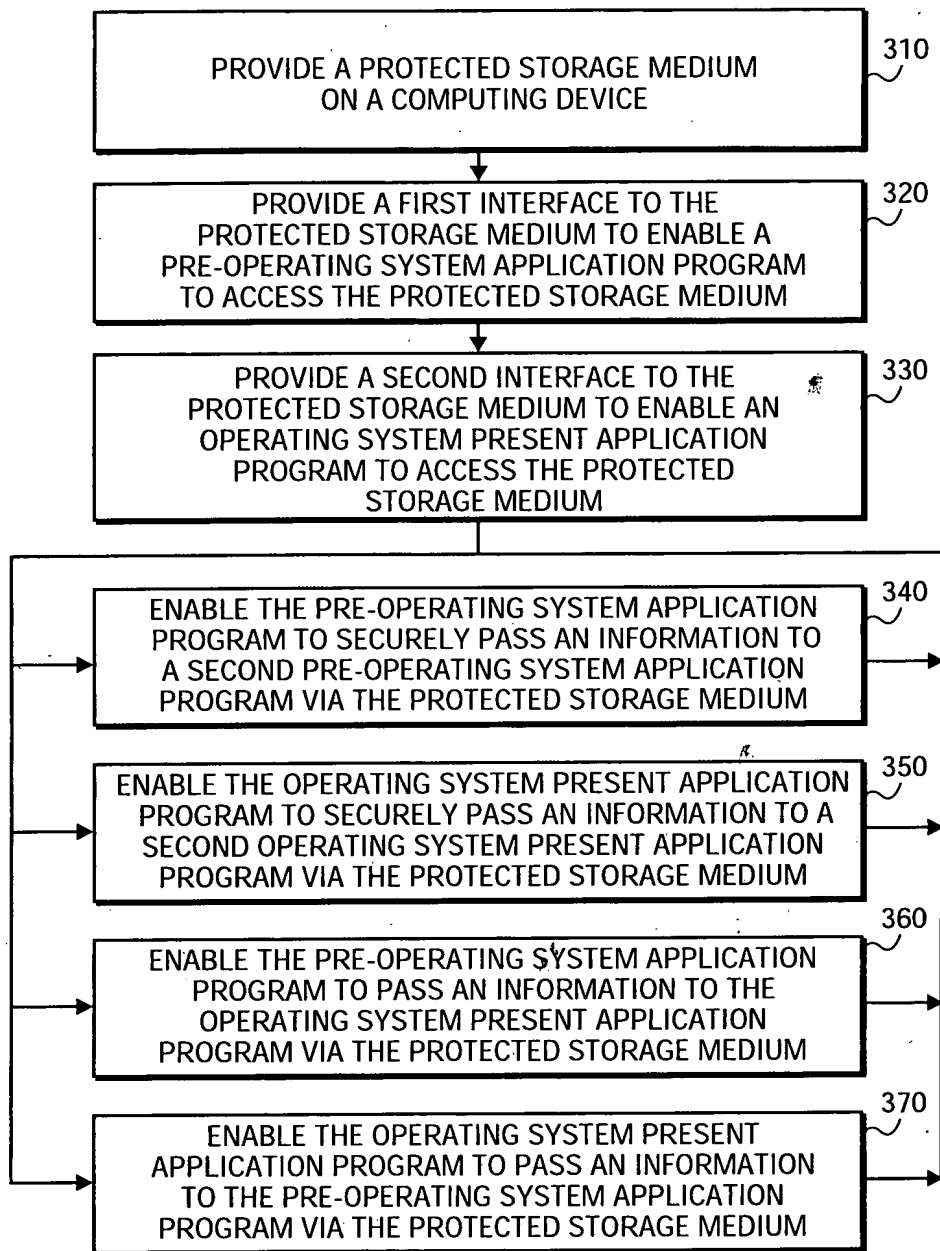 PROVIDE A PROTECTED STORAGE MEDIUM
ON A COMPUTING DEVICE
310
PROVIDE A FIRST INTERFACE TO THE
PROTECTED STORAGE MEDIUM TO ENABLE A
PRE-OPERATING SYSTEM APPLICATION PROGRAM
TO ACCESS THE PROTECTED STORAGE MEDIUM
320
PROVIDE A SECOND INTERFACE TO THE
PROTECTED STORAGE MEDIUM TO ENABLE AN
OPERATING SYSTEM PRESENT APPLICATION
PROGRAM TO ACCESS THE PROTECTED
STORAGE MEDIUM
330
ENABLE THE PRE-OPERATING SYSTEM APPLICATION
PROGRAM TO SECURELY PASS AN INFORMATION TO
A SECOND PRE-OPERATING SYSTEM APPLICATION
PROGRAM VIA THE PROTECTED STORAGE MEDIUM
340
ENABLE THE OPERATING SYSTEM PRESENT APPLICATION
PROGRAM TO SECURELY PASS AN INFORMATION TO A
SECOND OPERATING SYSTEM PRESENT APPLICATION
PROGRAM VIA THE PROTECTED STORAGE MEDIUM
350
ENABLE THE PRE-OPERATING SYSTEM APPLICATION
PROGRAM TO PASS AN INFORMATION TO THE
OPERATING SYSTEM PRESENT APPLICATION
PROGRAM VIA THE PROTECTED STORAGE MEDIUM
360
ENABLE THE OPERATING SYSTEM PRESENT
APPLICATION PROGRAM TO PASS AN INFORMATION
TO THE PRE-OPERATING SYSTEM APPLICATION
PROGRAM VIA THE PROTECTED STORAGE MEDIUM
370